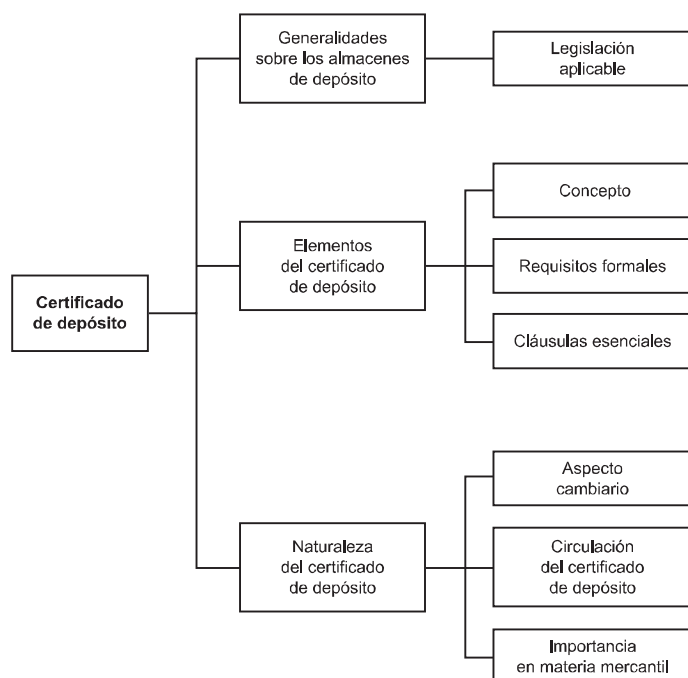 Certificado
de depósito
Generalidades
sobre los almacenes
de depósito
Legislación
aplicable
Elementos
del certificado
de depósito
Concepto
Requisitos formales
Cláusulas esenciales
Naturaleza
del certificado
de depósito
Aspecto
cambiario
Circulación
del certificado
de depósito
Importancia
en materia mercantil